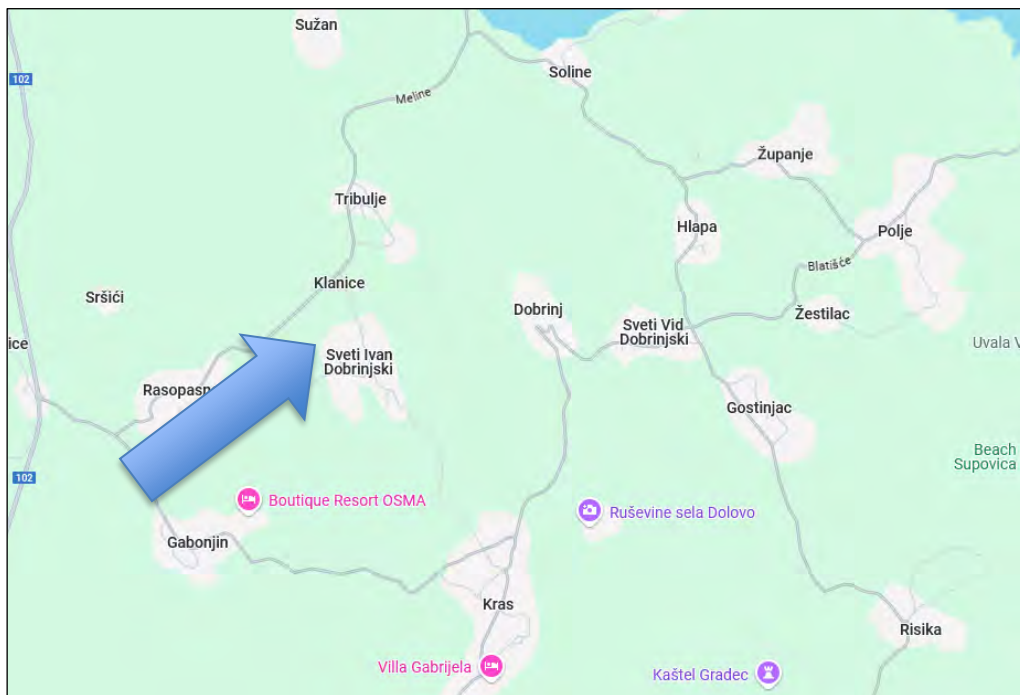 Sužan
Soline
102
Meline
Županje
Tribulje
Hlapa
Polje
Blatišće
Klanice
Sršići
Dobrinj
Žestilac
Sveti Vid
Dobrinjski
ice
Uvala V
Sveti Ivan
Dobrinjski
Rasopasn
Gostinjac
Beach
Supovica
102
Boutique Resort OSMA
Ruševine sela Dolovo
Gabonjin
Kras
Risika
Villa Gabrijela
Kaštel Gradec